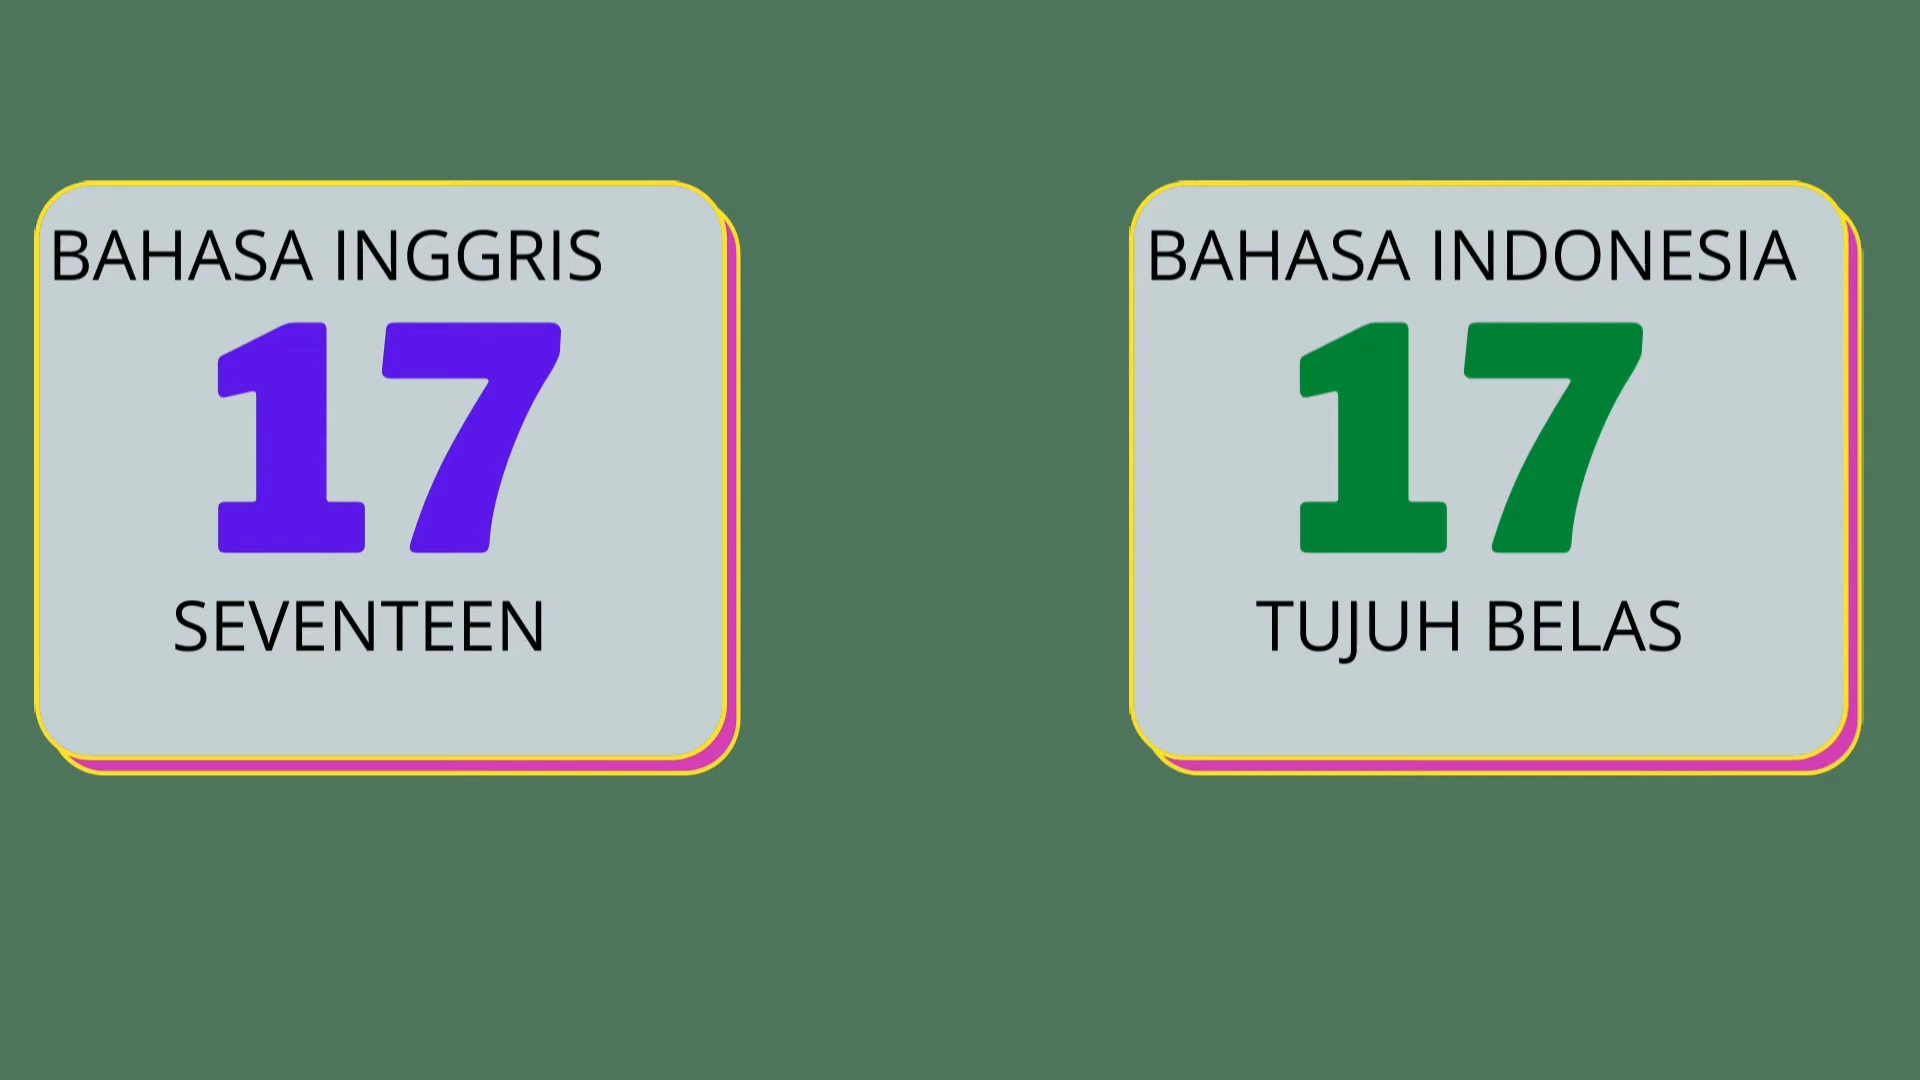 BAHASA INGGRIS
17
SEVENTEEN
BAHASA INDONESIA
17
TUJUH BELAS